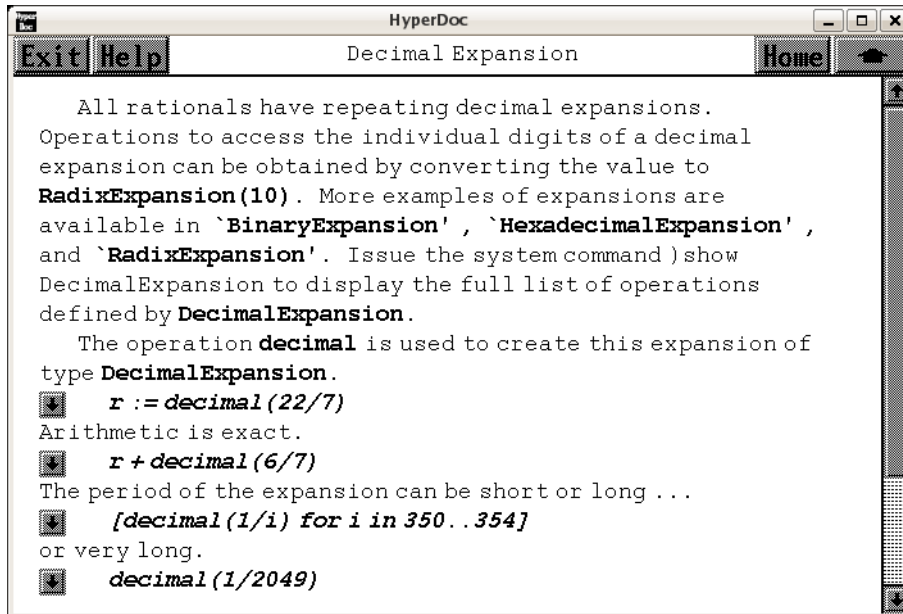 Hyper
Doc
HyperDoc
Exit Help Decimal Expansion Home
All rationals have repeating decimal expansions.
Operations to access the individual digits of a decimal
expansion can be obtained by converting the value to
RadixExpansion(10). More examples of expansions are
available in `BinaryExpansion' , `HexadecimalExpansion' ,
and `RadixExpansion'. Issue the system command )show
DecimalExpansion to display the full list of operations
defined by DecimalExpansion.
The operation decimal is used to create this expansion of
type DecimalExpansion.
r := decimal(22/7)
Arithmetic is exact.
r + decimal(6/7)
The period of the expansion can be short or long ...
[decimal(1/i) for i in 350..354]
or very long.
decimal(1/2049)